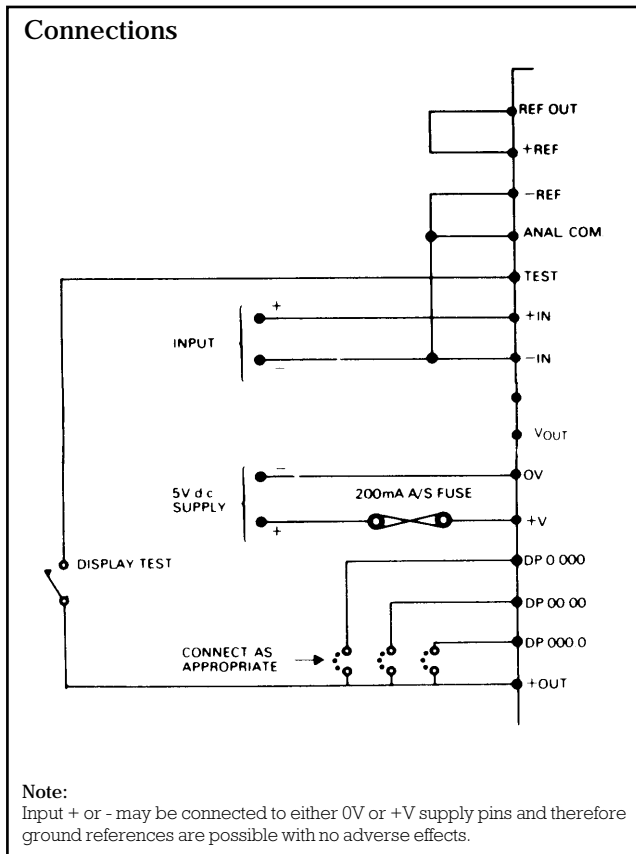 Connections
REF OUT
+REF
−REF
ANAL. COM
TEST
+
+IN
INPUT
−
−IN
VOUT
−
0V
5V d c
SUPPLY
200mA A/S FUSE
+
+V
DISPLAY TEST
DP 0 000
DP 00 00
DP 000 0
CONNECT AS
APPROPRIATE
+OUT
Note:
Input + or - may be connected to either 0V or +V supply pins and therefore
ground references are possible with no adverse effects.